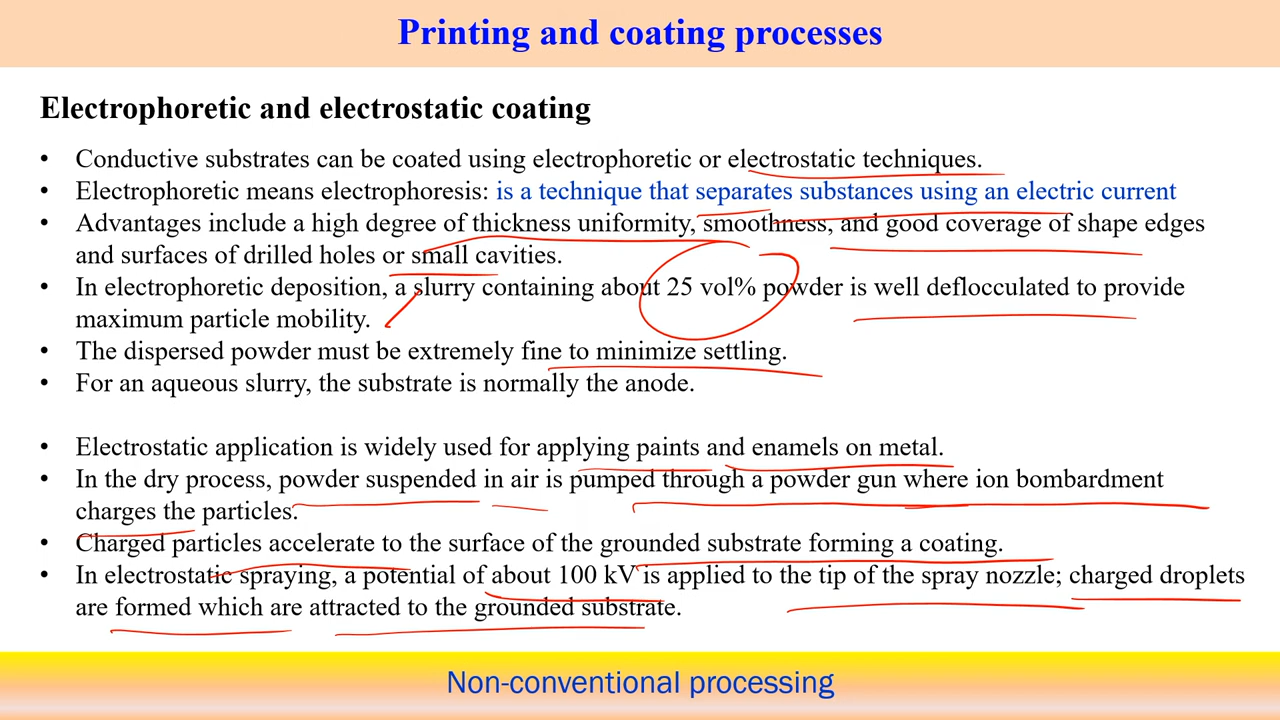 Printing and coating processes
Electrophoretic and electrostatic coating
• Conductive substrates can be coated using electrophoretic or electrostatic techniques.
• Electrophoretic means electrophoresis: is a technique that separates substances using an electric current
• Advantages include a high degree of thickness uniformity, smoothness, and good coverage of shape edges
and surfaces of drilled holes or small cavities.
• In electrophoretic deposition, a slurry containing about 25 vol% powder is well deflocculated to provide
maximum particle mobility.
• The dispersed powder must be extremely fine to minimize settling.
• For an aqueous slurry, the substrate is normally the anode.
• Electrostatic application is widely used for applying paints and enamels on metal.
• In the dry process, powder suspended in air is pumped through a powder gun where ion bombardment
charges the particles.
• Charged particles accelerate to the surface of the grounded substrate forming a coating.
• In electrostatic spraying, a potential of about 100 kV is applied to the tip of the spray nozzle; charged droplets
are formed which are attracted to the grounded substrate.
Non-conventional processing